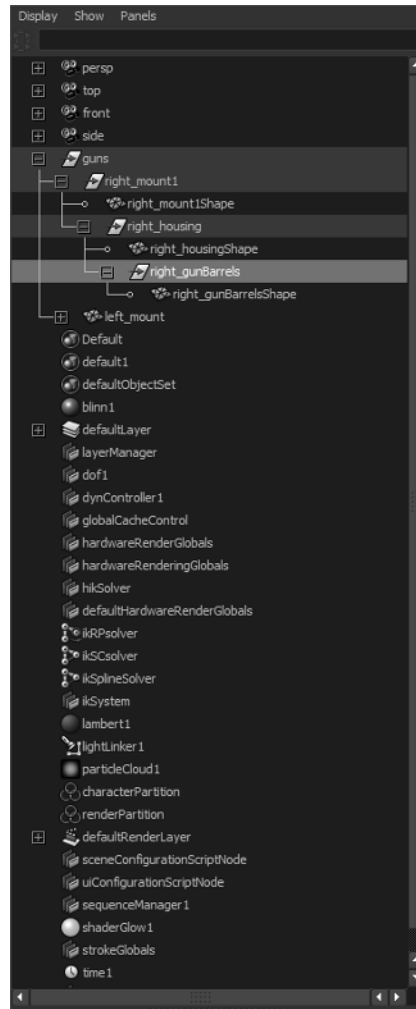 Display Show Panels
persp
top
front
side
guns
right_mount1
right_mount1Shape
right_housing
right_housingShape
right_gunBarrels
right_gunBarrelsShape
left_mount
Default
default1
defaultObjectSet
blinn1
defaultLayer
layerManager
dof1
dynController1
globalCacheControl
hardwareRenderGlobals
hardwareRenderingGlobals
hikSolver
defaultHardwareRenderGlobals
ikRPsolver
ikSCsolver
ikSplineSolver
ikSystem
lambert1
lightLinker1
particleCloud1
characterPartition
renderPartition
defaultRenderLayer
sceneConfigurationScriptNode
uiConfigurationScriptNode
sequenceManager1
shaderGlow1
strokeGlobals
time1